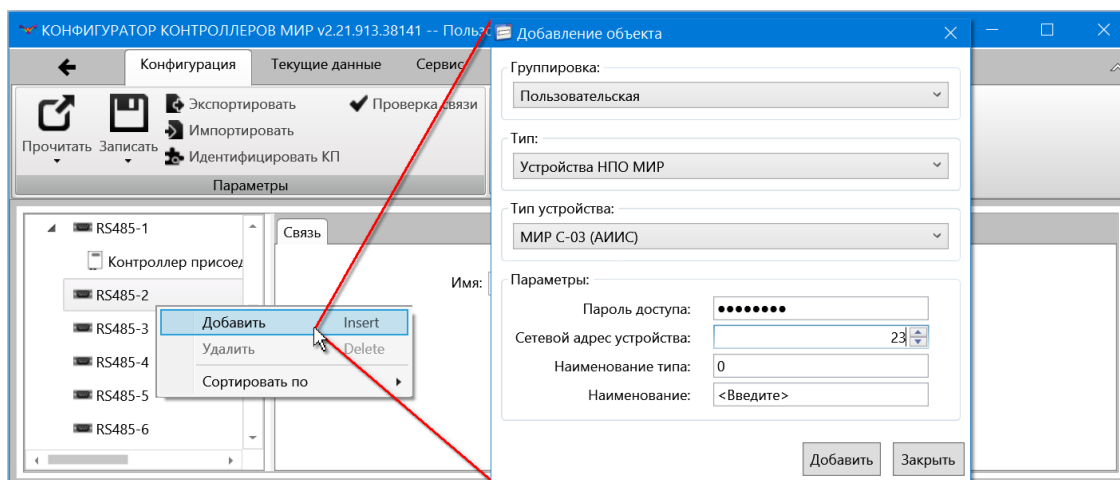 КОНФИГУРАТОР КОНТРОЛЛЕРОВ МИР v2.21.913.38141 -- Польз
Конфигурация Текущие данные Сервис
Прочитать Записать
Экспортировать
Импортировать
Идентифицировать КП
Проверка связи
Параметры
RS485-1
Контроллер присоед
RS485-2
RS485-3
RS485-4
RS485-5
RS485-6
Связь
Имя:
Добавить Insert
Удалить Delete
Сортировать по
Добавление объекта
Группировка:
Пользовательская
Тип:
Устройства НПО МИР
Тип устройства:
МИР С-03 (АИИС)
Параметры:
Пароль доступа: ●●●●●●●●
Сетевой адрес устройства: 23
Наименование типа: 0
Наименование: <Введите>
Добавить Закрыть